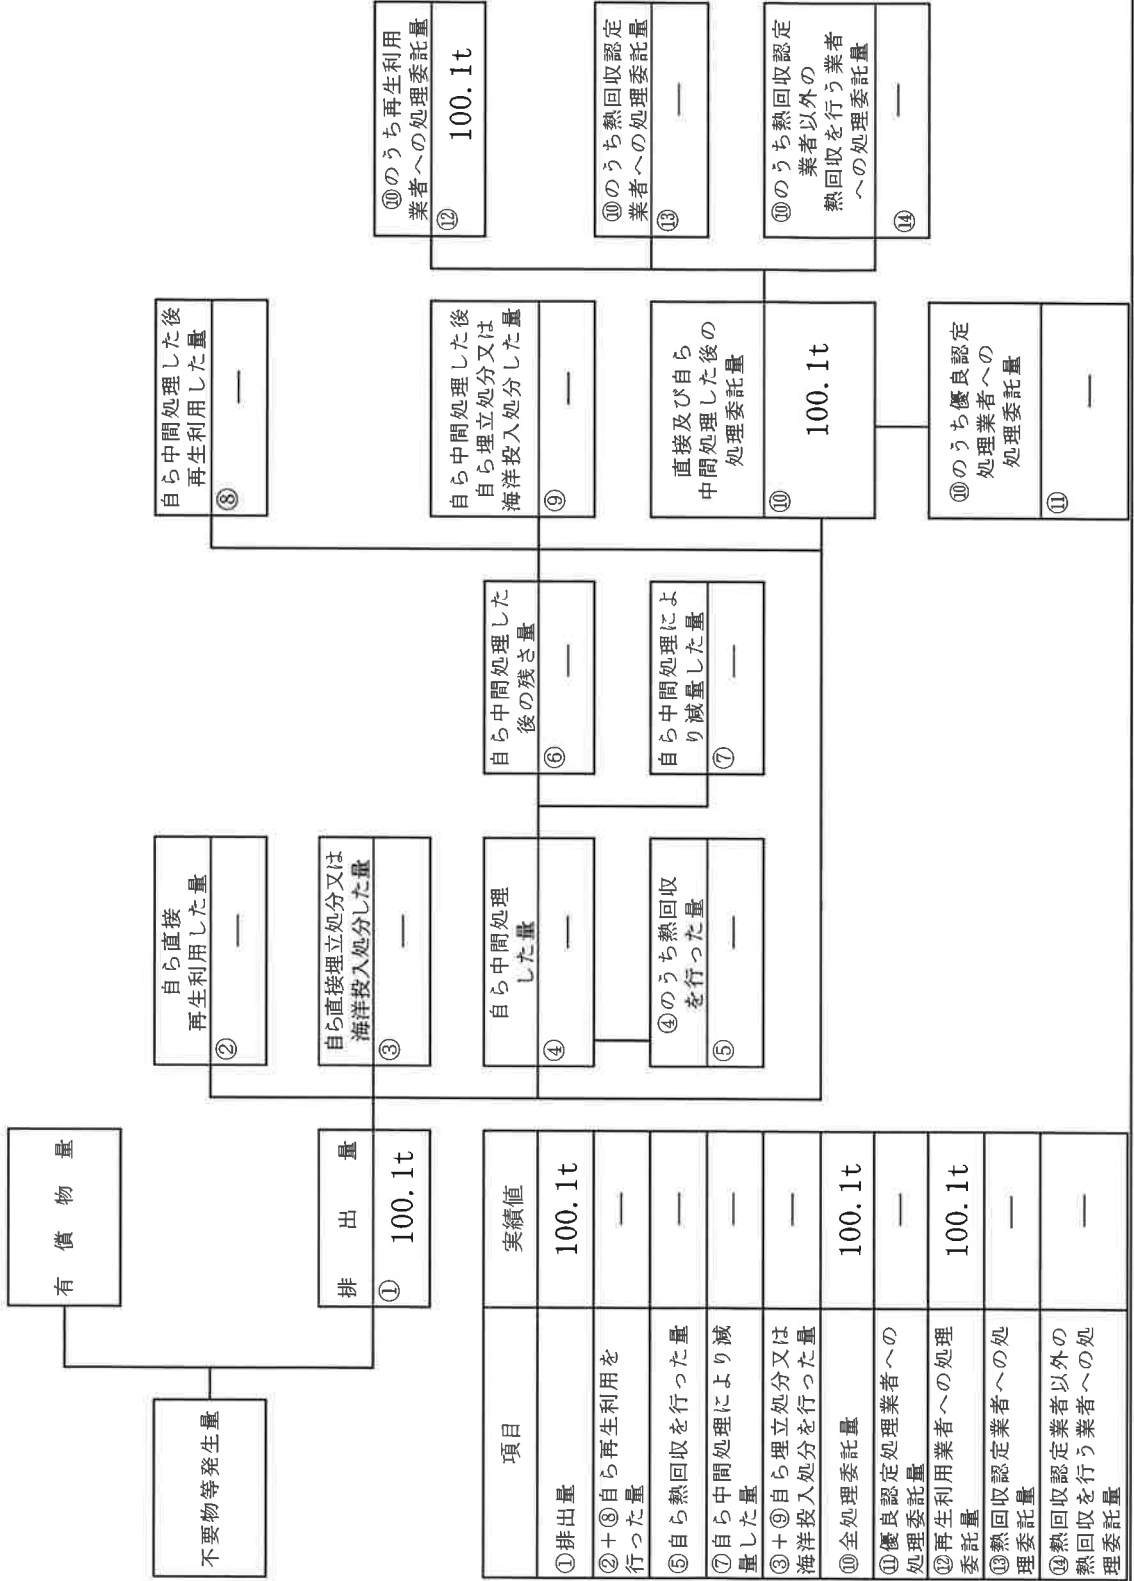 不要物等発生量
有償物量
排出量
① 100.1t
自ら直接
再生利用した量
② —
自ら直接埋立処分又は
海洋投入処分した量
③ —
自ら中間処理
した量
④ —
④のうち熱回収
を行った量
⑤ —
自ら中間処理した
後の残さ量
⑥ —
自ら中間処理によ
り減量した量
⑦ —
自ら中間処理した後
再生利用した量
⑧ —
自ら中間処理した後
自ら埋立処分又は
海洋投入処分した量
⑨ —
直接及び自ら
中間処理した後の
処理委託量
⑩ 100.1t
⑩のうち優良認定
処理業者への
処理委託量
⑪ —
⑩のうち再生利用
業者への処理委託量
⑫ 100.1t
⑩のうち熱回収認定
業者への処理委託量
⑬ —
⑩のうち熱回収認定
業者以外の
熱回収を行う業者
への処理委託量
⑭ —
項目 実績値
①排出量 100.1t
②+⑧自ら再生利用を
行った量 —
⑤自ら熱回収を行った量 —
⑦自ら中間処理により減
量した量 —
③+⑨自ら埋立処分又は
海洋投入処分を行った量 —
⑩全処理委託量 100.1t
⑪優良認定処理業者への
処理委託量 —
⑫再生利用業者への処理
委託量 100.1t
⑬熱回収認定業者への処
理委託量 —
⑭熱回収認定業者以外の
熱回収を行う業者への処
理委託量 —